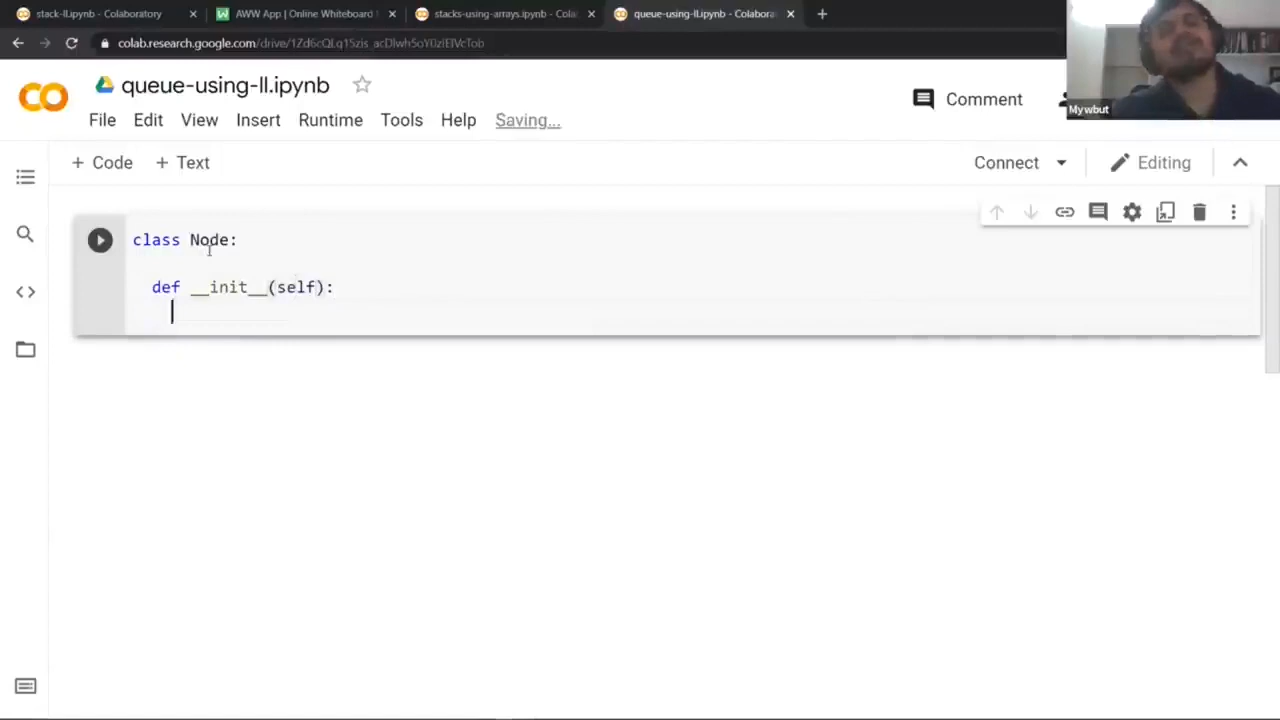 stack-ll.ipynb - Colaboratory
AWW App | Online Whiteboard
stacks-using-arrays.ipynb - Cola
queue-using-ll.ipynb - Colabora
colab.research.google.com/drive/
queue-using-ll.ipynb
Comment
Mywbut
File Edit View Insert Runtime Tools Help Saving...
+ Code + Text
Connect
Editing
class Node:
def __init__(self):